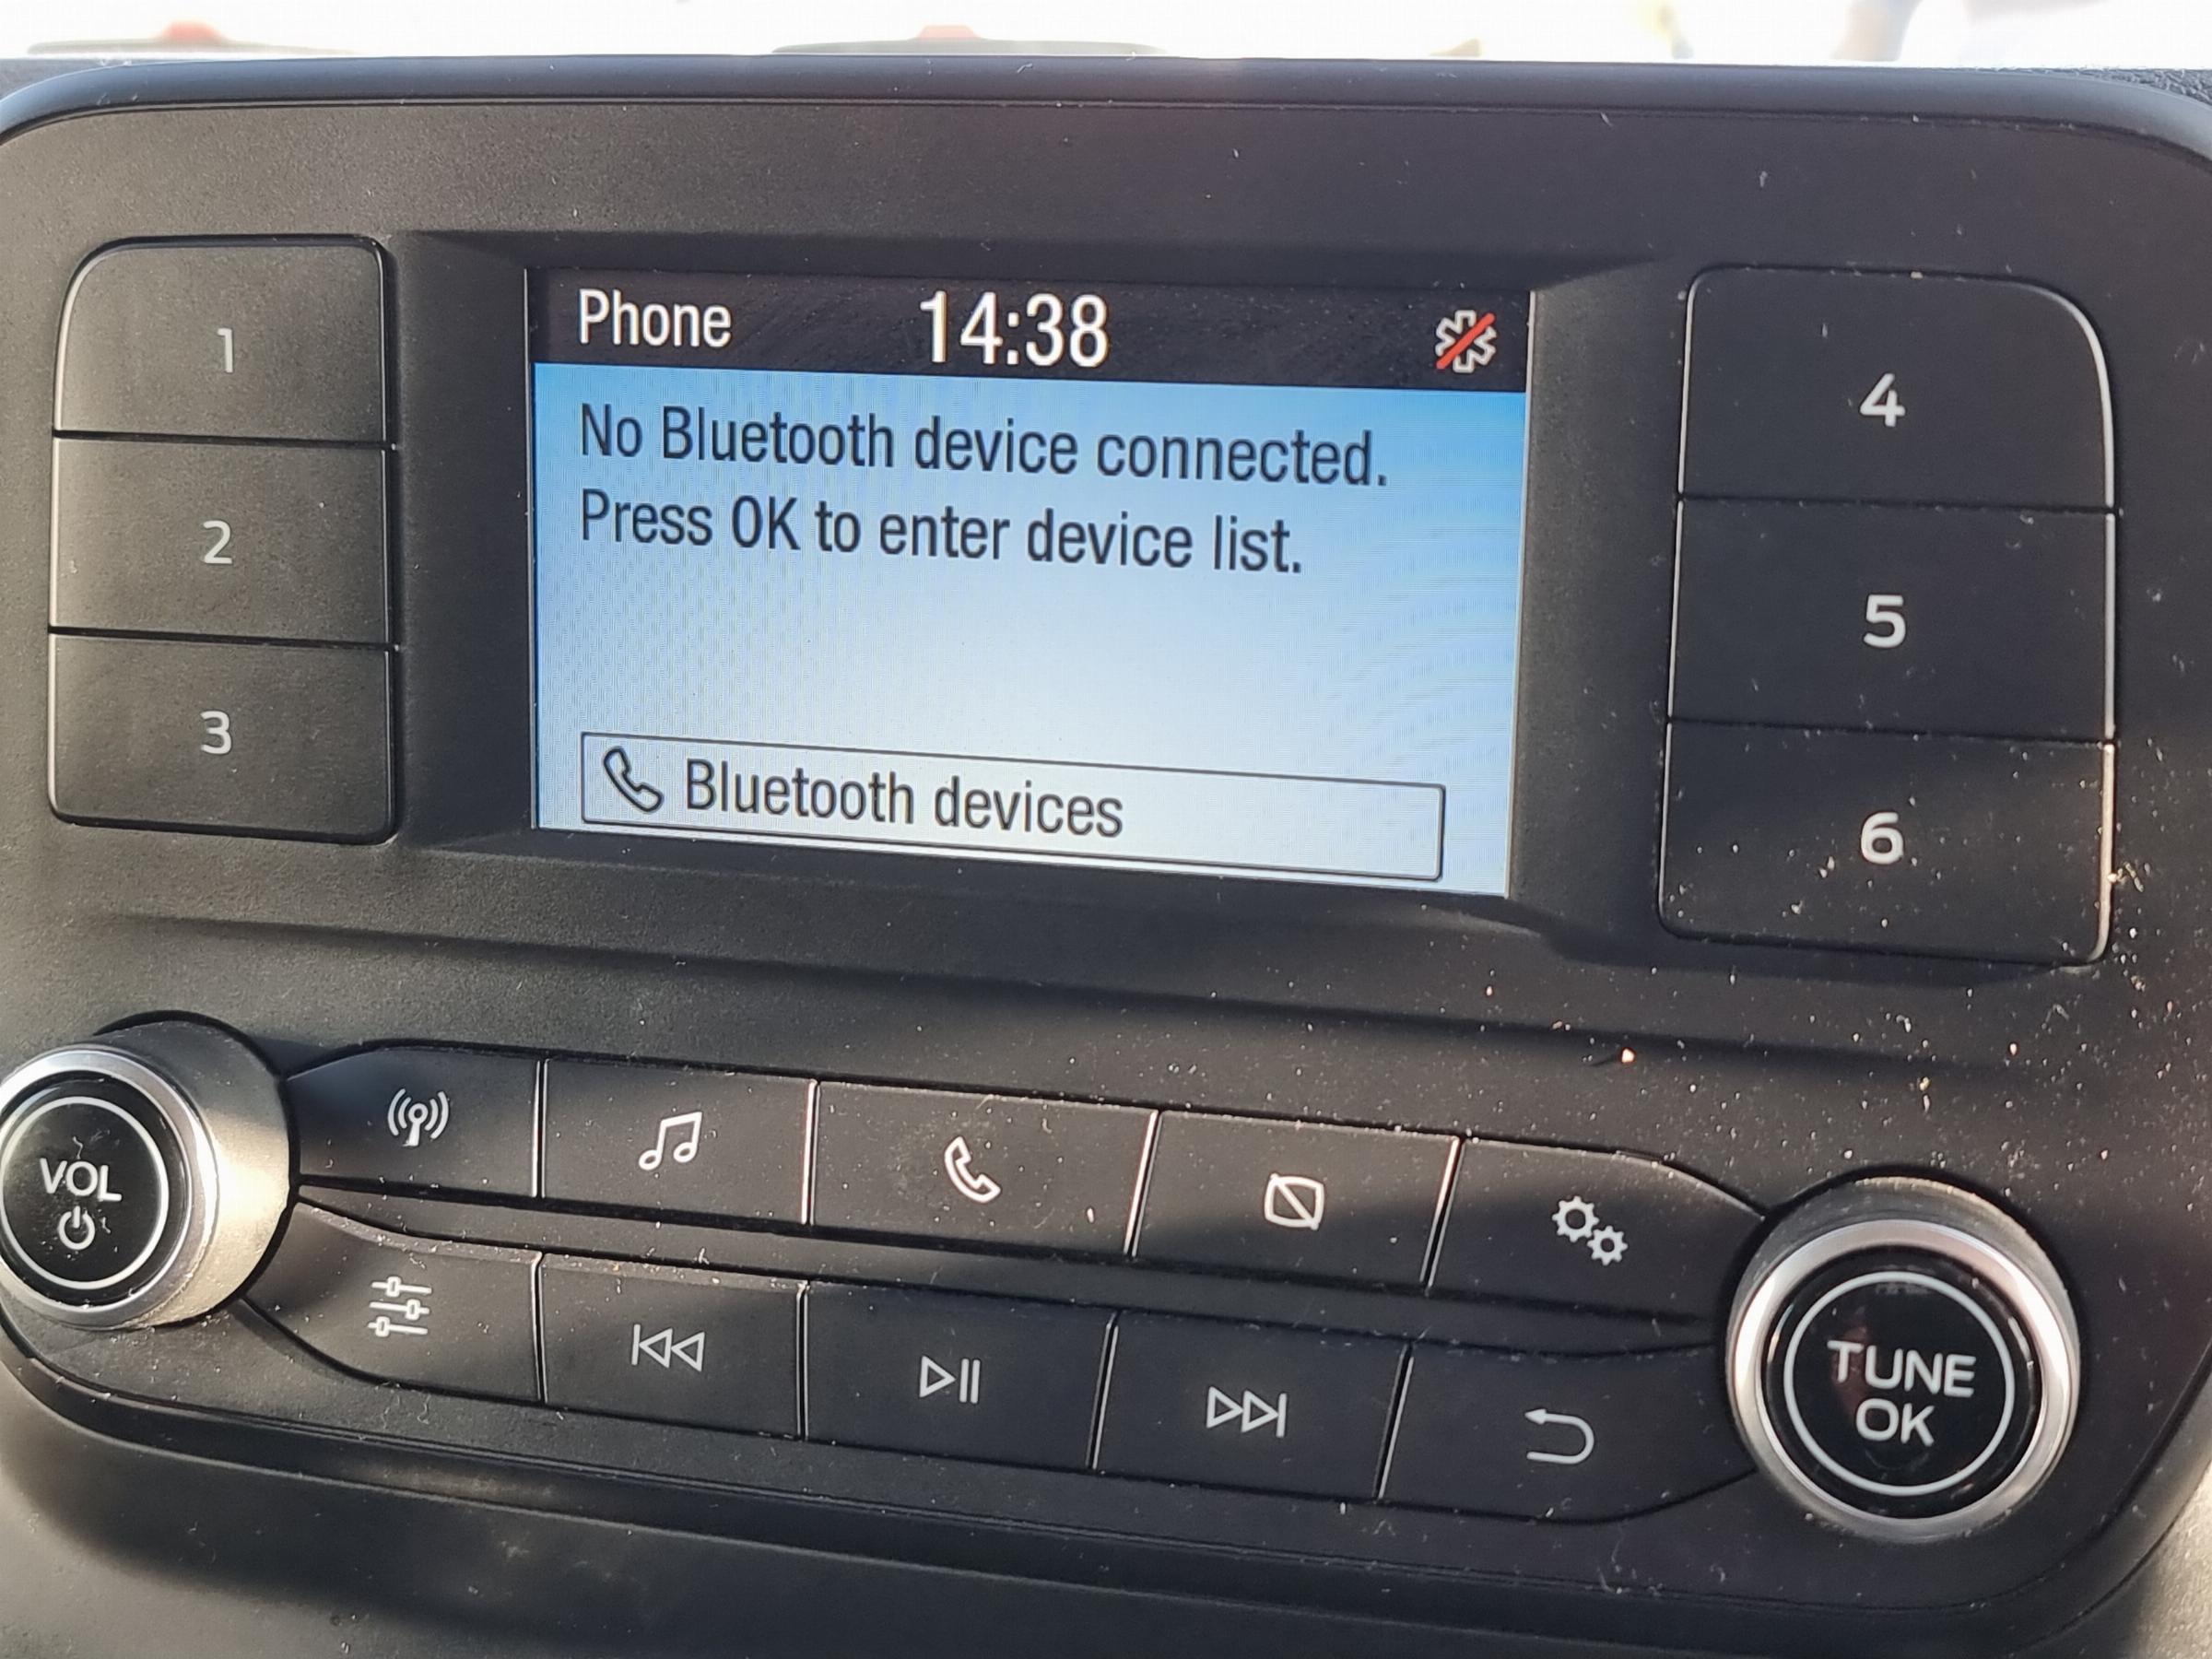 Phone 14:38
No Bluetooth device connected.
Press OK to enter device list.
Bluetooth devices
1
2
3
4
5
6
VOL
TUNE
OK